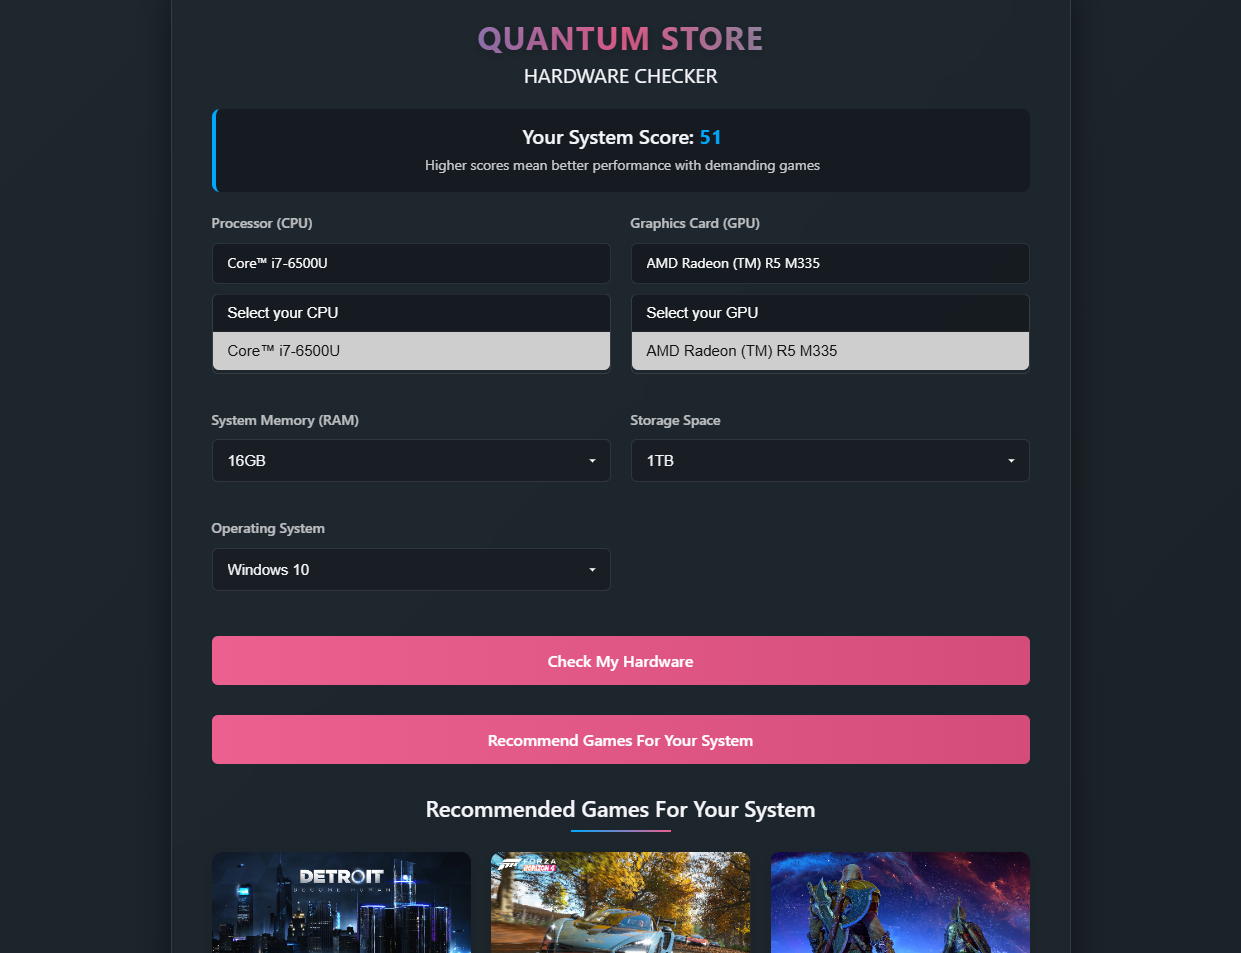 QUANTUM STORE
HARDWARE CHECKER
Your System Score: 51
Higher scores mean better performance with demanding games
Processor (CPU)
Graphics Card (GPU)
Core™ i7-6500U
AMD Radeon (TM) R5 M335
Select your CPU
Select your GPU
Core™ i7-6500U
AMD Radeon (TM) R5 M335
System Memory (RAM)
Storage Space
16GB
1TB
Operating System
Windows 10
Check My Hardware
Recommend Games For Your System
Recommended Games For Your System
DETROIT
BECOME HUMAN
FORZA
HORIZON 4